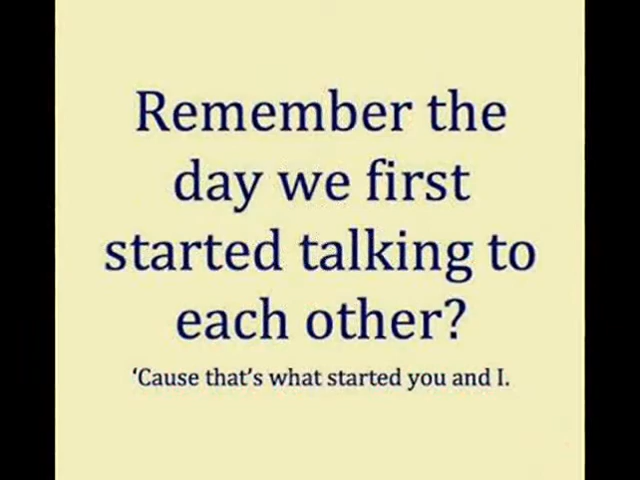 Remember the
day we first
started talking to
each other?
‘Cause that’s what started you and I.